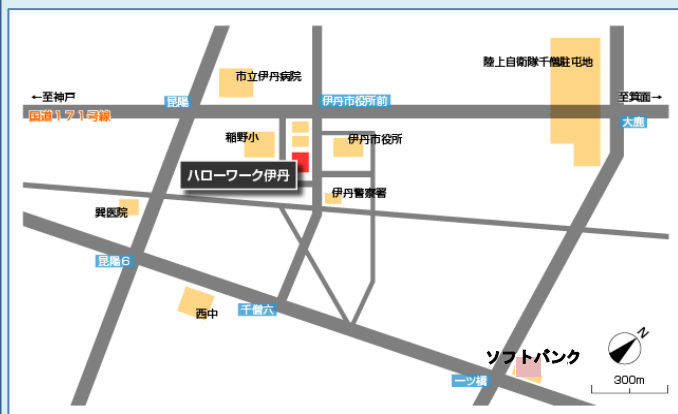 市立伊丹病院
陸上自衛隊千僧駐屯地
←至神戸
昆陽
伊丹市役所前
至箕面→
国道171号線
大鹿
稲野小
伊丹市役所
ハローワーク伊丹
伊丹警察署
巽医院
昆陽6
西中
千僧六
ソフトバンク
一ツ橋
N
300m